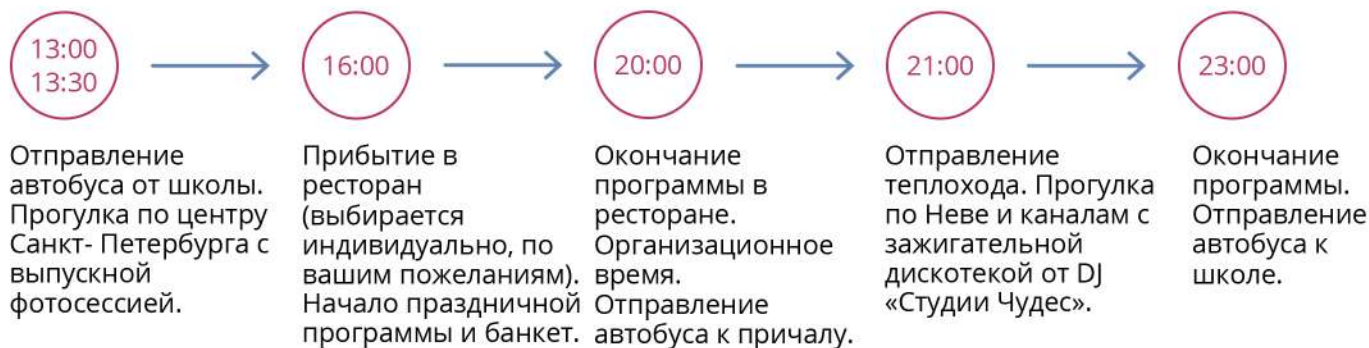 13:00
13:30
16:00
20:00
21:00
23:00
Отправление
автобуса от школы.
Прогулка по центру
Санкт- Петербурга с
выпускной
фотосессией.
Прибытие в
ресторан
(выбирается
индивидуально, по
вашим пожеланиям).
Начало праздничной
программы и банкет.
Окончание
программы в
ресторане.
Организационное
время.
Отправление
автобуса к причалу.
Отправление
теплохода. Прогулка
по Неве и каналам с
зажигательной
дискотекой от DJ
«Студии Чудес».
Окончание
программы.
Отправление
автобуса к
школе.